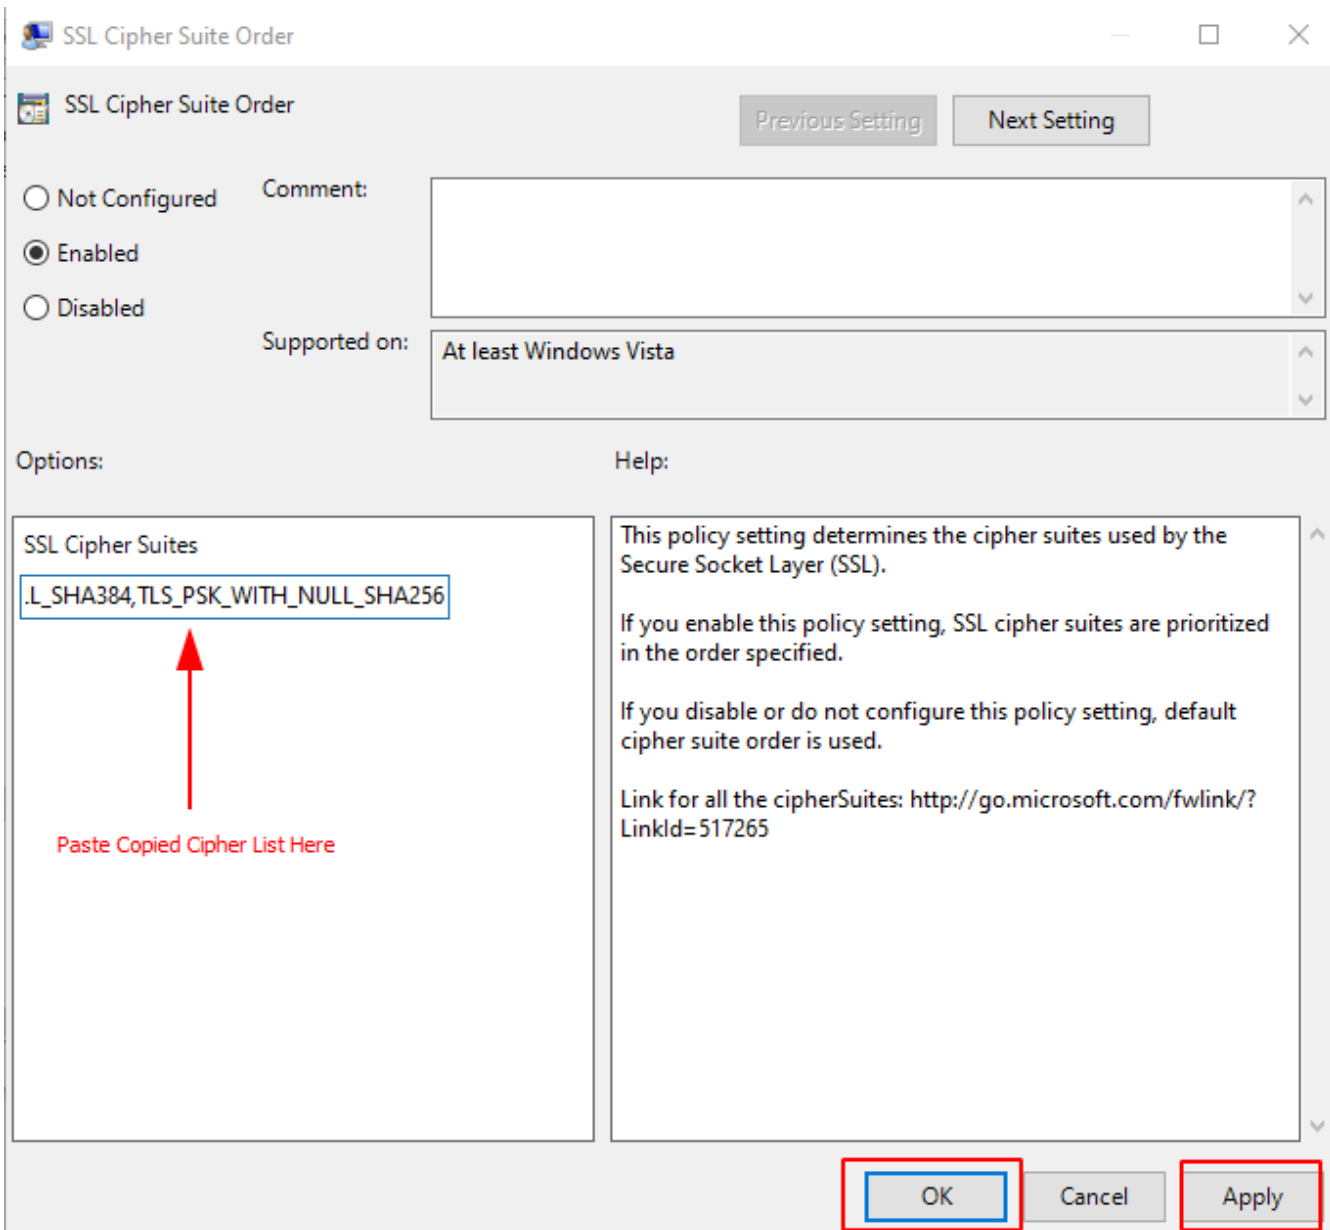 SSL Cipher Suite Order
SSL Cipher Suite Order
Previous Setting
Next Setting
Not Configured
Enabled
Disabled
Comment:
Supported on:
At least Windows Vista
Options:
Help:
SSL Cipher Suites
.L_SHA384,TLS_PSK_WITH_NULL_SHA256
Paste Copied Cipher List Here
This policy setting determines the cipher suites used by the
Secure Socket Layer (SSL).
If you enable this policy setting, SSL cipher suites are prioritized
in the order specified.
If you disable or do not configure this policy setting, default
cipher suite order is used.
Link for all the cipherSuites: http://go.microsoft.com/fwlink/?
LinkId=517265
OK
Cancel
Apply